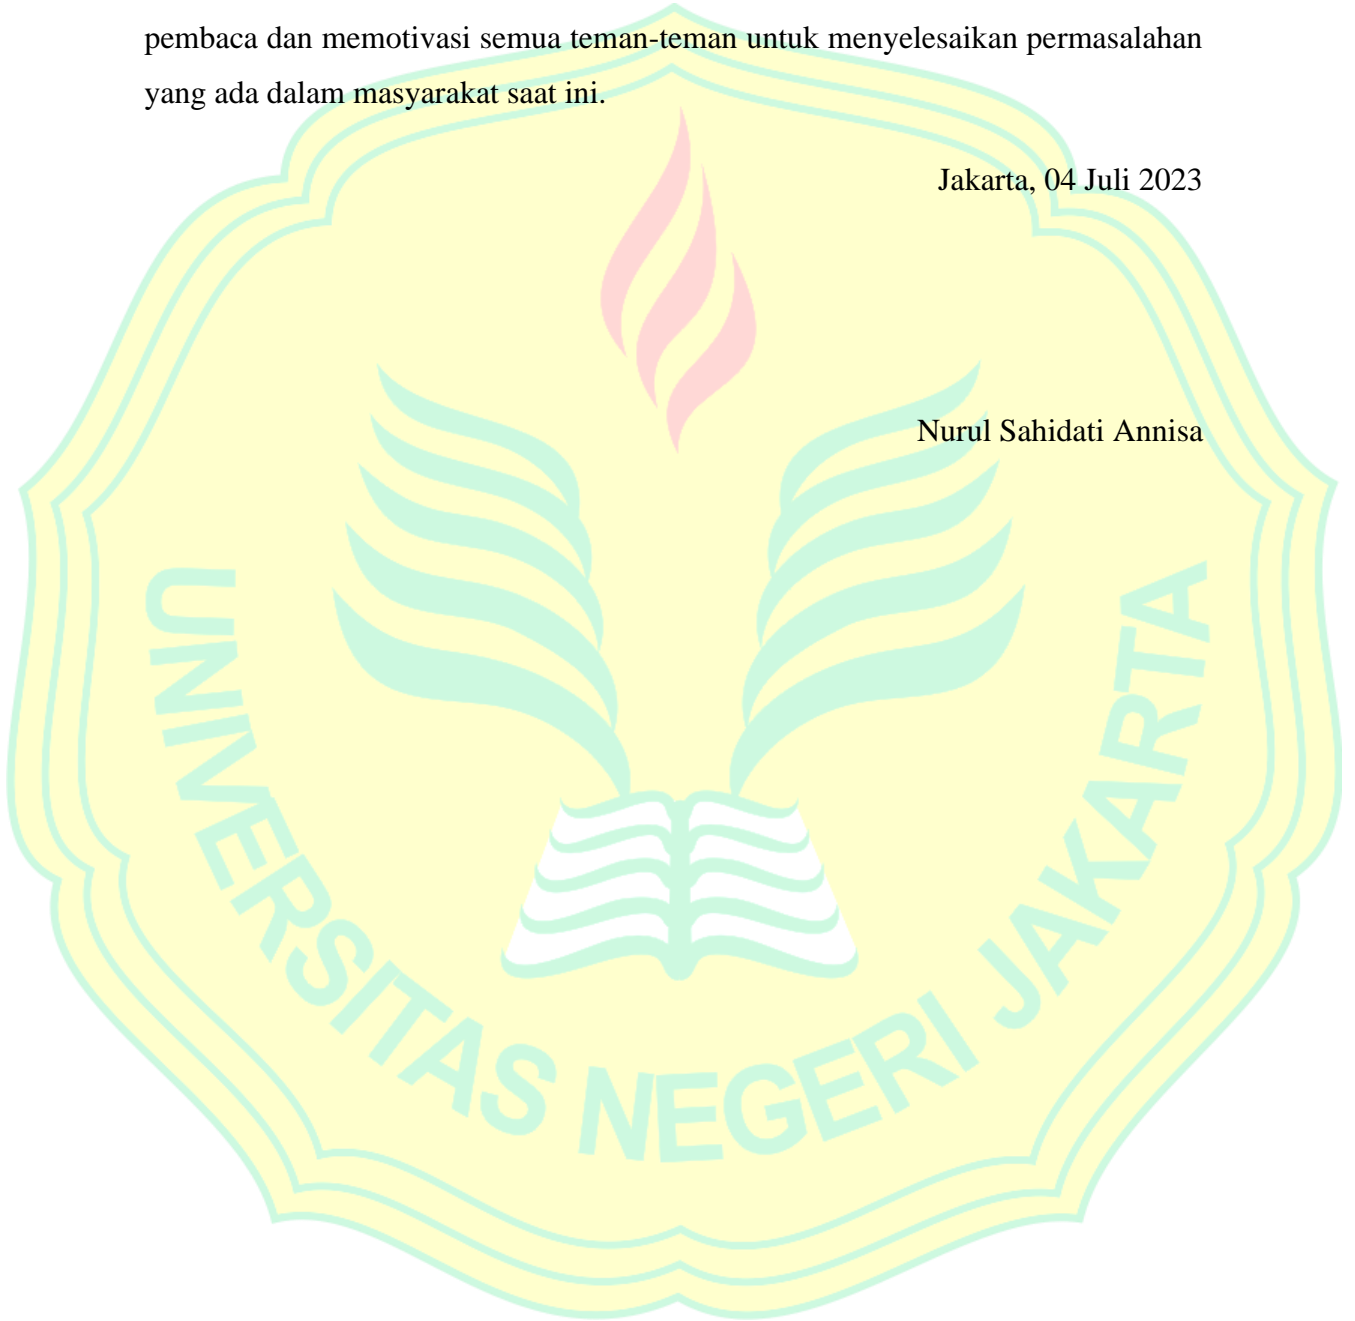 pembaca dan memotivasi semua teman-teman untuk menyelesaikan permasalahan
yang ada dalam masyarakat saat ini.
Jakarta, 04 Juli 2023
Nurul Sahidati Annisa
UNIVERSITAS NEGERI JAKARTA